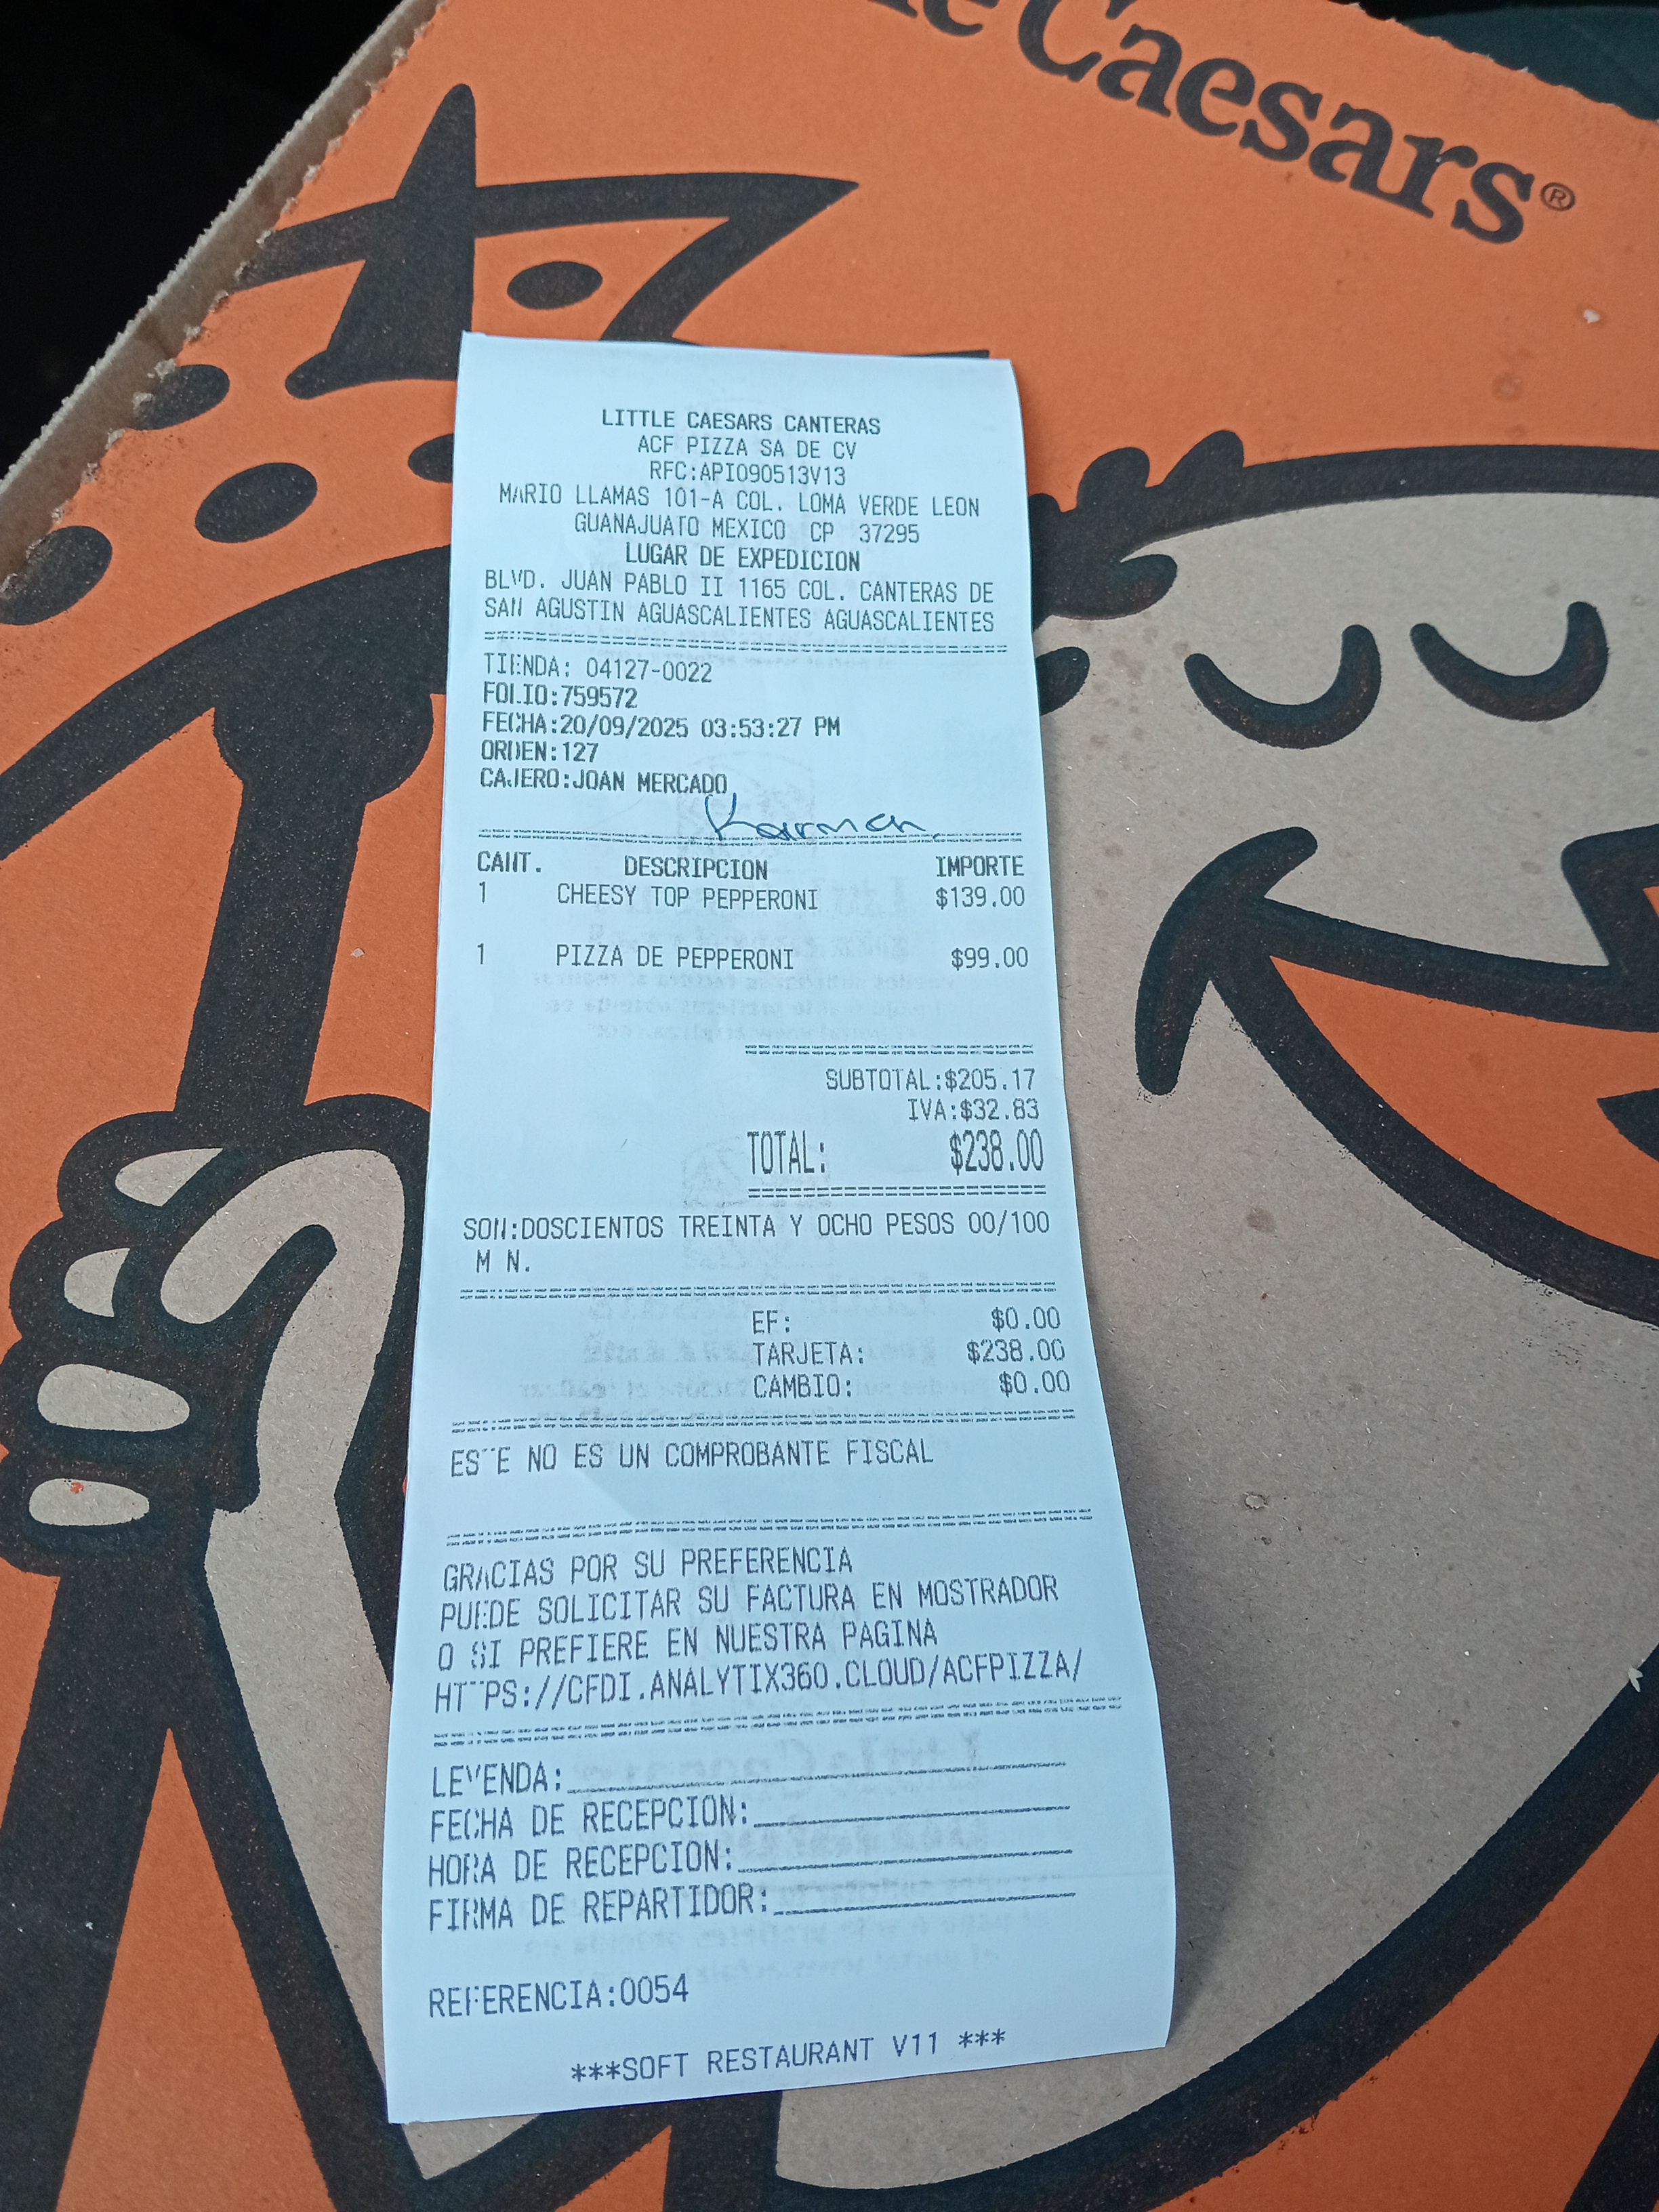 Caesars®
LITTLE CAESARS CANTERAS
ACF PIZZA SA DE CV
RFC:API090513V13
MARIO LLAMAS 101-A COL. LOMA VERDE LEON
GUANAJUATO MEXICO CP 37295
LUGAR DE EXPEDICION
BLVD. JUAN PABLO II 1165 COL. CANTERAS DE
SAN AGUSTIN AGUASCALIENTES AGUASCALIENTES
TIENDA: 04127-0022
FOLIO:759572
FECHA:20/09/2025 03:53:27 PM
ORDEN:127
CAJERO:JOAN MERCADO
Karmen
CANT. DESCRIPCION IMPORTE
1 CHEESY TOP PEPPERONI $139.00
1 PIZZA DE PEPPERONI $99.00
SUBTOTAL:$205.17
IVA:$32.83
TOTAL: $238.00
SON:DOSCIENTOS TREINTA Y OCHO PESOS 00/100
M N.
EF: $0.00
TARJETA: $238.00
CAMBIO: $0.00
ESTE NO ES UN COMPROBANTE FISCAL
GRACIAS POR SU PREFERENCIA
PUEDE SOLICITAR SU FACTURA EN MOSTRADOR
O SI PREFIERE EN NUESTRA PAGINA
HTTPS://CFDI.ANALYTIX360.CLOUD/ACFPIZZA/
LEYENDA:
FECHA DE RECEPCION:
HORA DE RECEPCION:
FIRMA DE REPARTIDOR:
REFERENCIA:0054
***SOFT RESTAURANT V11 ***